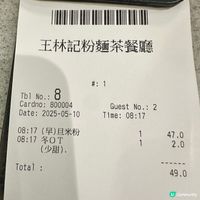 王林記粉麵茶餐廳
#: 1
Tbl No.: 8
Cardno: 800004 Guest No.: 2
Date: 2025-05-10 Time: 08:17
08:17 (早)旦米粉 1 47.0
08:17 冬OT 1 2.0
(少甜)、
Total : 49.0